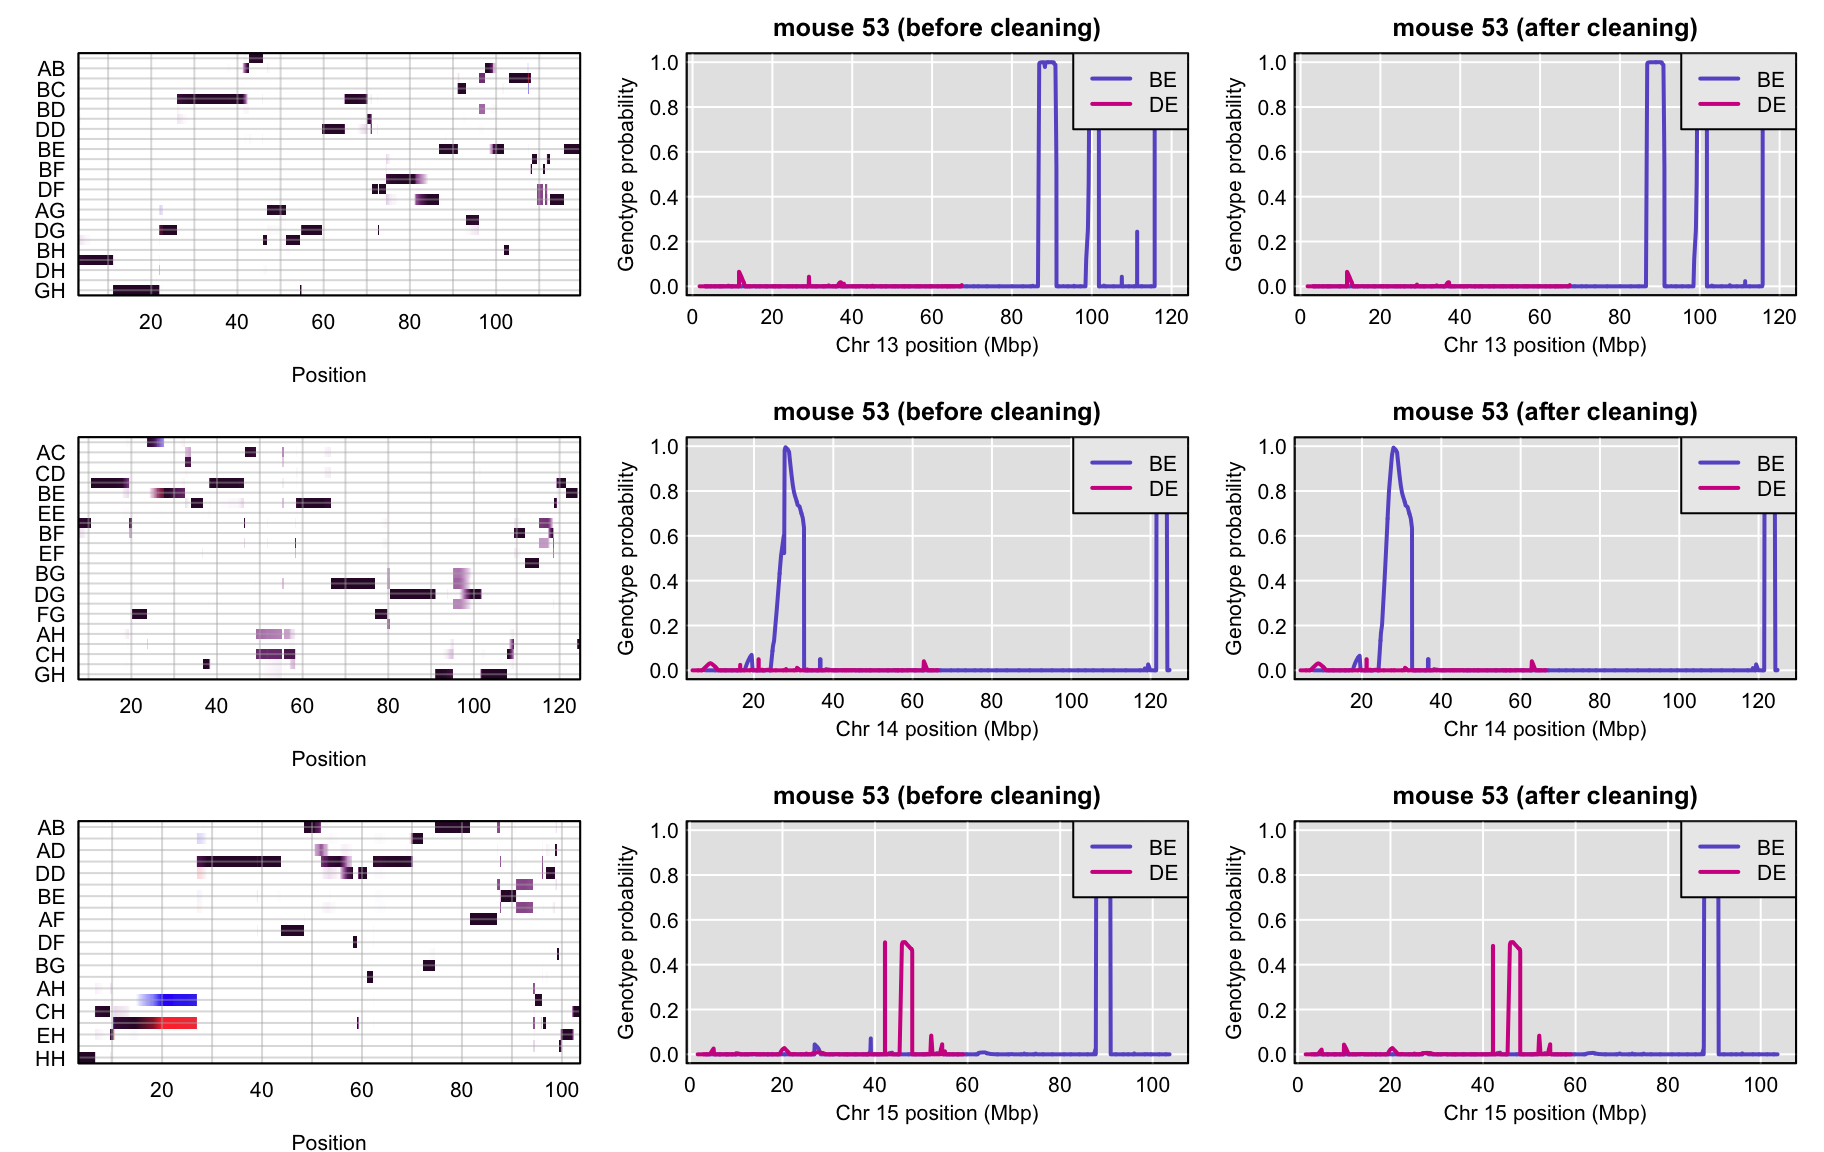 AB
BC
BD
DD
BE
BF
DF
AG
DG
BH
DH
GH
20 40 60 80 100
Position
mouse 53 (before cleaning)
Genotype probability
1.0
0.8
0.6
0.4
0.2
0.0
BE
DE
0 20 40 60 80 100 120
Chr 13 position (Mbp)
mouse 53 (after cleaning)
Genotype probability
1.0
0.8
0.6
0.4
0.2
0.0
BE
DE
0 20 40 60 80 100 120
Chr 13 position (Mbp)
AC
CD
BE
EE
BF
EF
BG
DG
FG
AH
CH
GH
20 40 60 80 100 120
Position
mouse 53 (before cleaning)
Genotype probability
1.0
0.8
0.6
0.4
0.2
0.0
BE
DE
20 40 60 80 100 120
Chr 14 position (Mbp)
mouse 53 (after cleaning)
Genotype probability
1.0
0.8
0.6
0.4
0.2
0.0
BE
DE
20 40 60 80 100 120
Chr 14 position (Mbp)
AB
AD
DD
BE
AF
DF
BG
AH
CH
EH
HH
20 40 60 80 100
Position
mouse 53 (before cleaning)
Genotype probability
1.0
0.8
0.6
0.4
0.2
0.0
BE
DE
0 20 40 60 80 100
Chr 15 position (Mbp)
mouse 53 (after cleaning)
Genotype probability
1.0
0.8
0.6
0.4
0.2
0.0
BE
DE
0 20 40 60 80 100
Chr 15 position (Mbp)